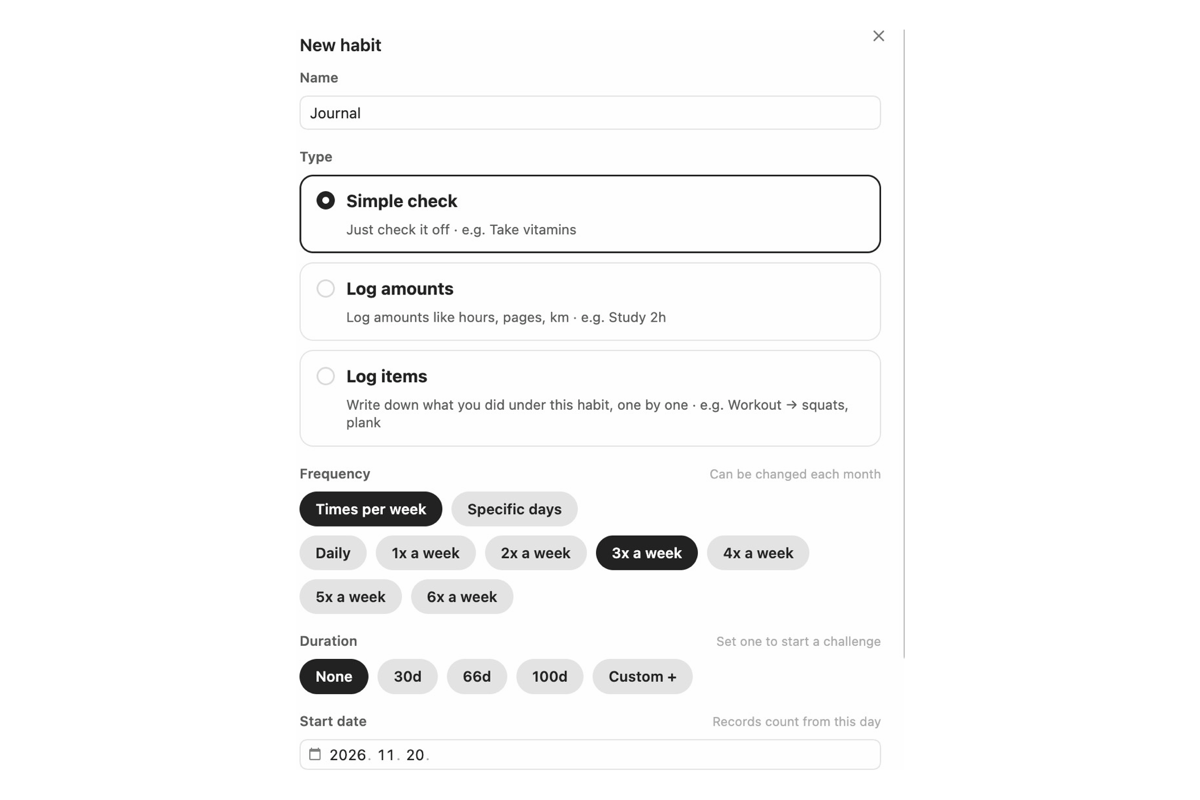 New habit
Name
Journal
Type
Simple check
Just check it off · e.g. Take vitamins
Log amounts
Log amounts like hours, pages, km · e.g. Study 2h
Log items
Write down what you did under this habit, one by one · e.g. Workout → squats,
plank
Frequency Can be changed each month
Times per week Specific days
Daily 1x a week 2x a week 3x a week 4x a week
5x a week 6x a week
Duration Set one to start a challenge
None 30d 66d 100d Custom +
Start date Records count from this day
2026. 11. 20.